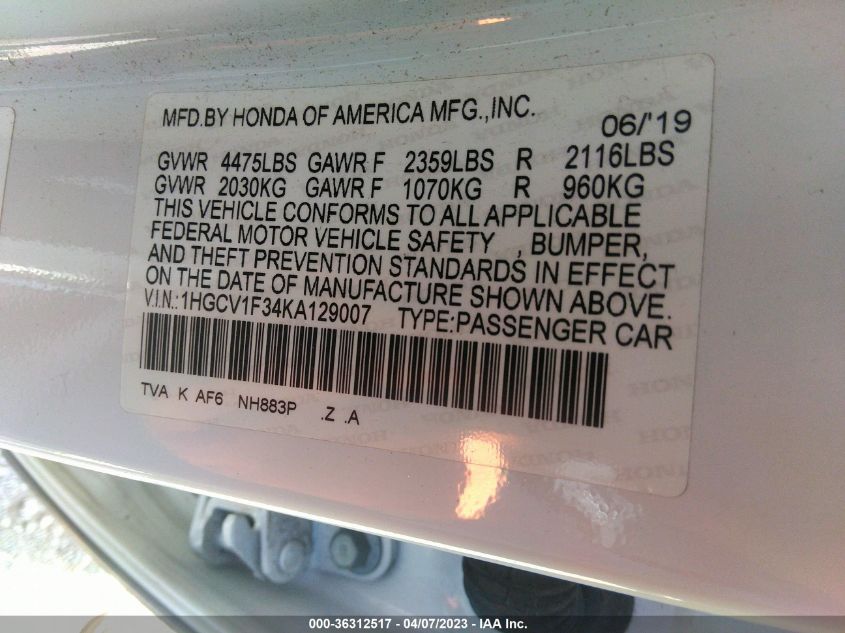 MFD.BY HONDA OF AMERICA MFG.,INC. 06/'19
GVWR 4475LBS GAWR F 2359LBS R 2116LBS
GVWR 2030KG GAWR F 1070KG R 960KG
THIS VEHICLE CONFORMS TO ALL APPLICABLE
FEDERAL MOTOR VEHICLE SAFETY , BUMPER,
AND THEFT PREVENTION STANDARDS IN EFFECT
ON THE DATE OF MANUFACTURE SHOWN ABOVE.
V.I.N.:1HGCV1F34KA129007 TYPE:PASSENGER CAR
TVA K AF6 NH883P .Z .A
000-36312517 - 04/07/2023 - IAA Inc.